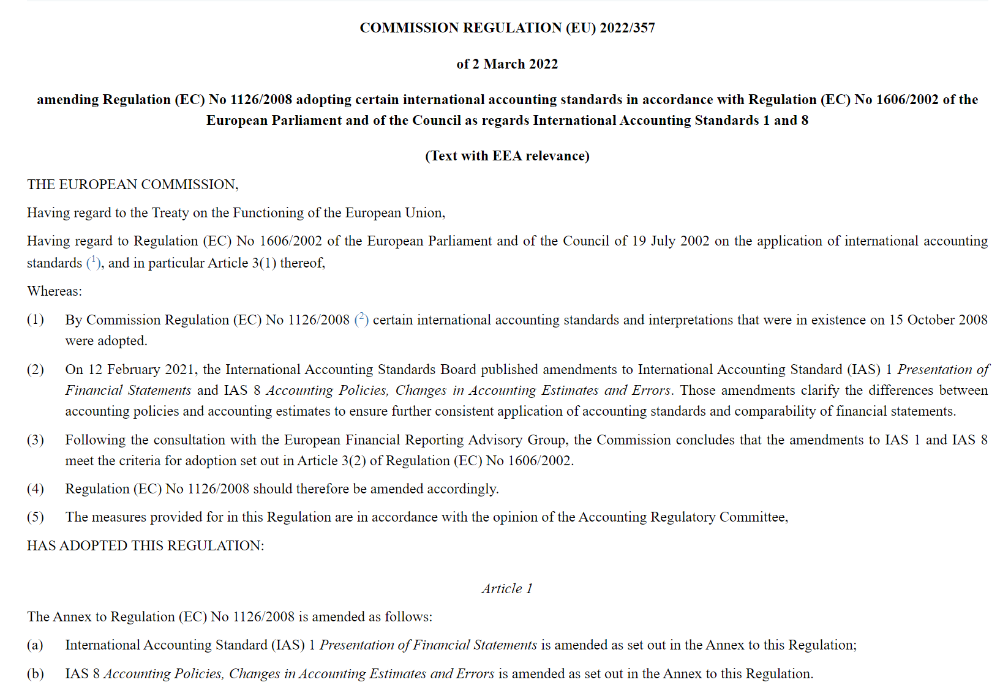 COMMISSION REGULATION (EU) 2022/357
of 2 March 2022
amending Regulation (EC) No 1126/2008 adopting certain international accounting standards in accordance with Regulation (EC) No 1606/2002 of the
European Parliament and of the Council as regards International Accounting Standards 1 and 8
(Text with EEA relevance)
THE EUROPEAN COMMISSION,
Having regard to the Treaty on the Functioning of the European Union,
Having regard to Regulation (EC) No 1606/2002 of the European Parliament and of the Council of 19 July 2002 on the application of international accounting
standards (1), and in particular Article 3(1) thereof,
Whereas:
(1) By Commission Regulation (EC) No 1126/2008 (2) certain international accounting standards and interpretations that were in existence on 15 October 2008
were adopted.
(2) On 12 February 2021, the International Accounting Standards Board published amendments to International Accounting Standard (IAS) 1 Presentation of
Financial Statements and IAS 8 Accounting Policies, Changes in Accounting Estimates and Errors. Those amendments clarify the differences between
accounting policies and accounting estimates to ensure further consistent application of accounting standards and comparability of financial statements.
(3) Following the consultation with the European Financial Reporting Advisory Group, the Commission concludes that the amendments to IAS 1 and IAS 8
meet the criteria for adoption set out in Article 3(2) of Regulation (EC) No 1606/2002.
(4) Regulation (EC) No 1126/2008 should therefore be amended accordingly.
(5) The measures provided for in this Regulation are in accordance with the opinion of the Accounting Regulatory Committee,
HAS ADOPTED THIS REGULATION:
Article 1
The Annex to Regulation (EC) No 1126/2008 is amended as follows:
(a) International Accounting Standard (IAS) 1 Presentation of Financial Statements is amended as set out in the Annex to this Regulation;
(b) IAS 8 Accounting Policies, Changes in Accounting Estimates and Errors is amended as set out in the Annex to this Regulation.